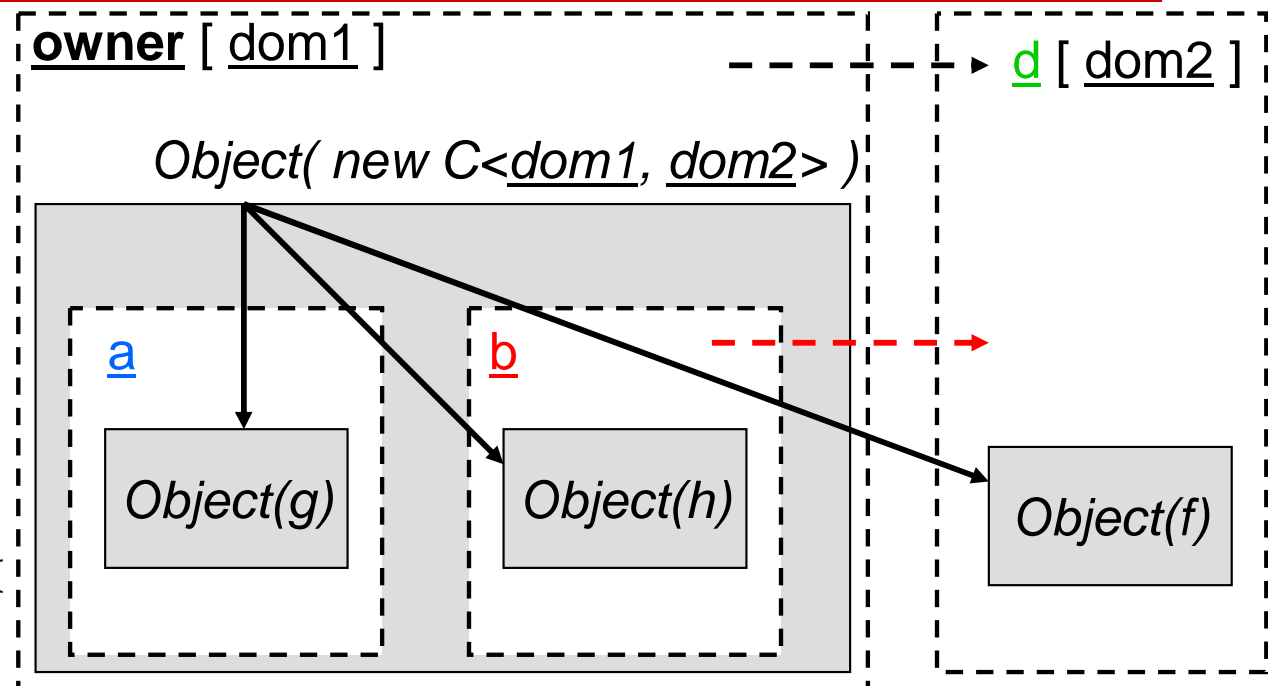 owner [ dom1 ]
d [ dom2 ]
Object( new C<dom1, dom2> )
a
b
Object(g)
Object(h)
Object(f)